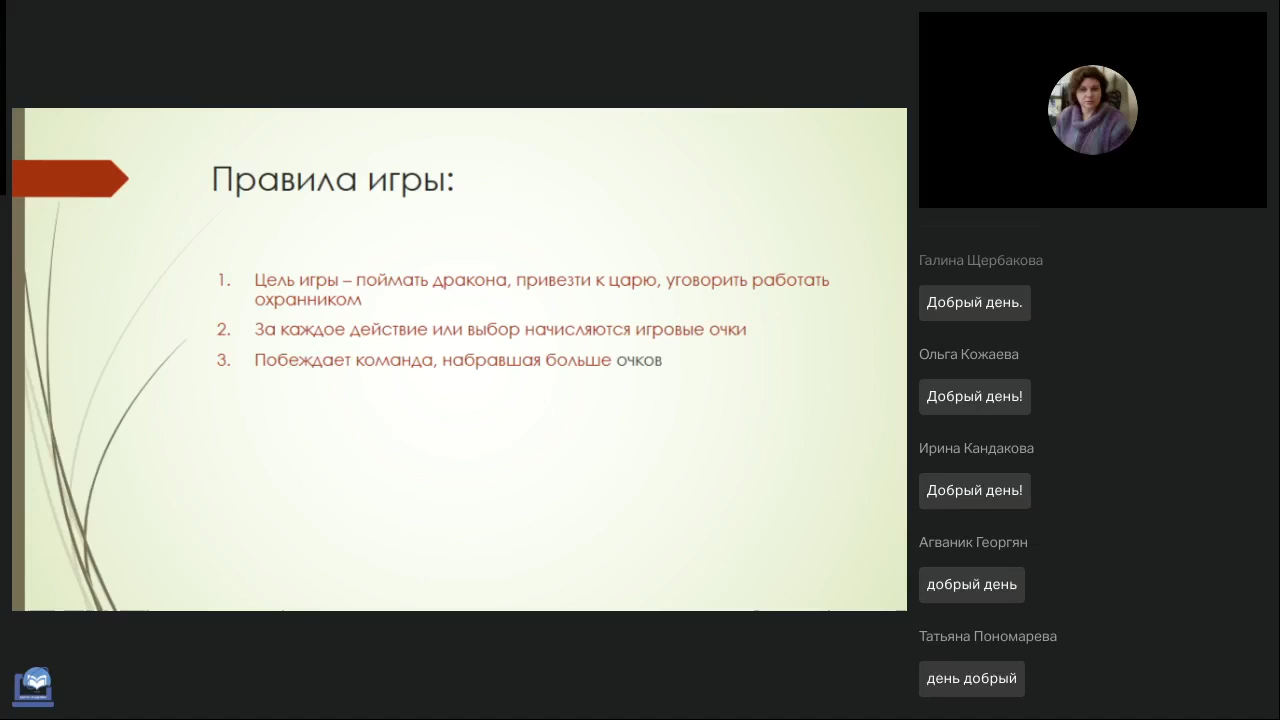 Правила игры:
1. Цель игры – поймать дракона, привезти к царю, уговорить работать
охранником
2. За каждое действие или выбор начисляются игровые очки
3. Побеждает команда, набравшая больше очков
Галина Щербакова
Добрый день.
Ольга Кожаева
Добрый день!
Ирина Кандакова
Добрый день!
Агваник Георгян
добрый день
Татьяна Пономарева
день добрый